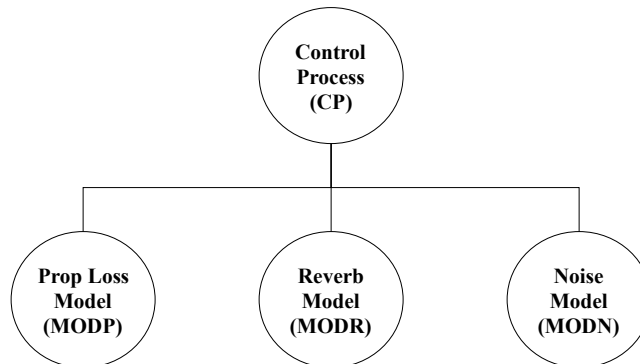 Control
Process
(CP)
Prop Loss
Model
(MODP)
Reverb
Model
(MODR)
Noise
Model
(MODN)